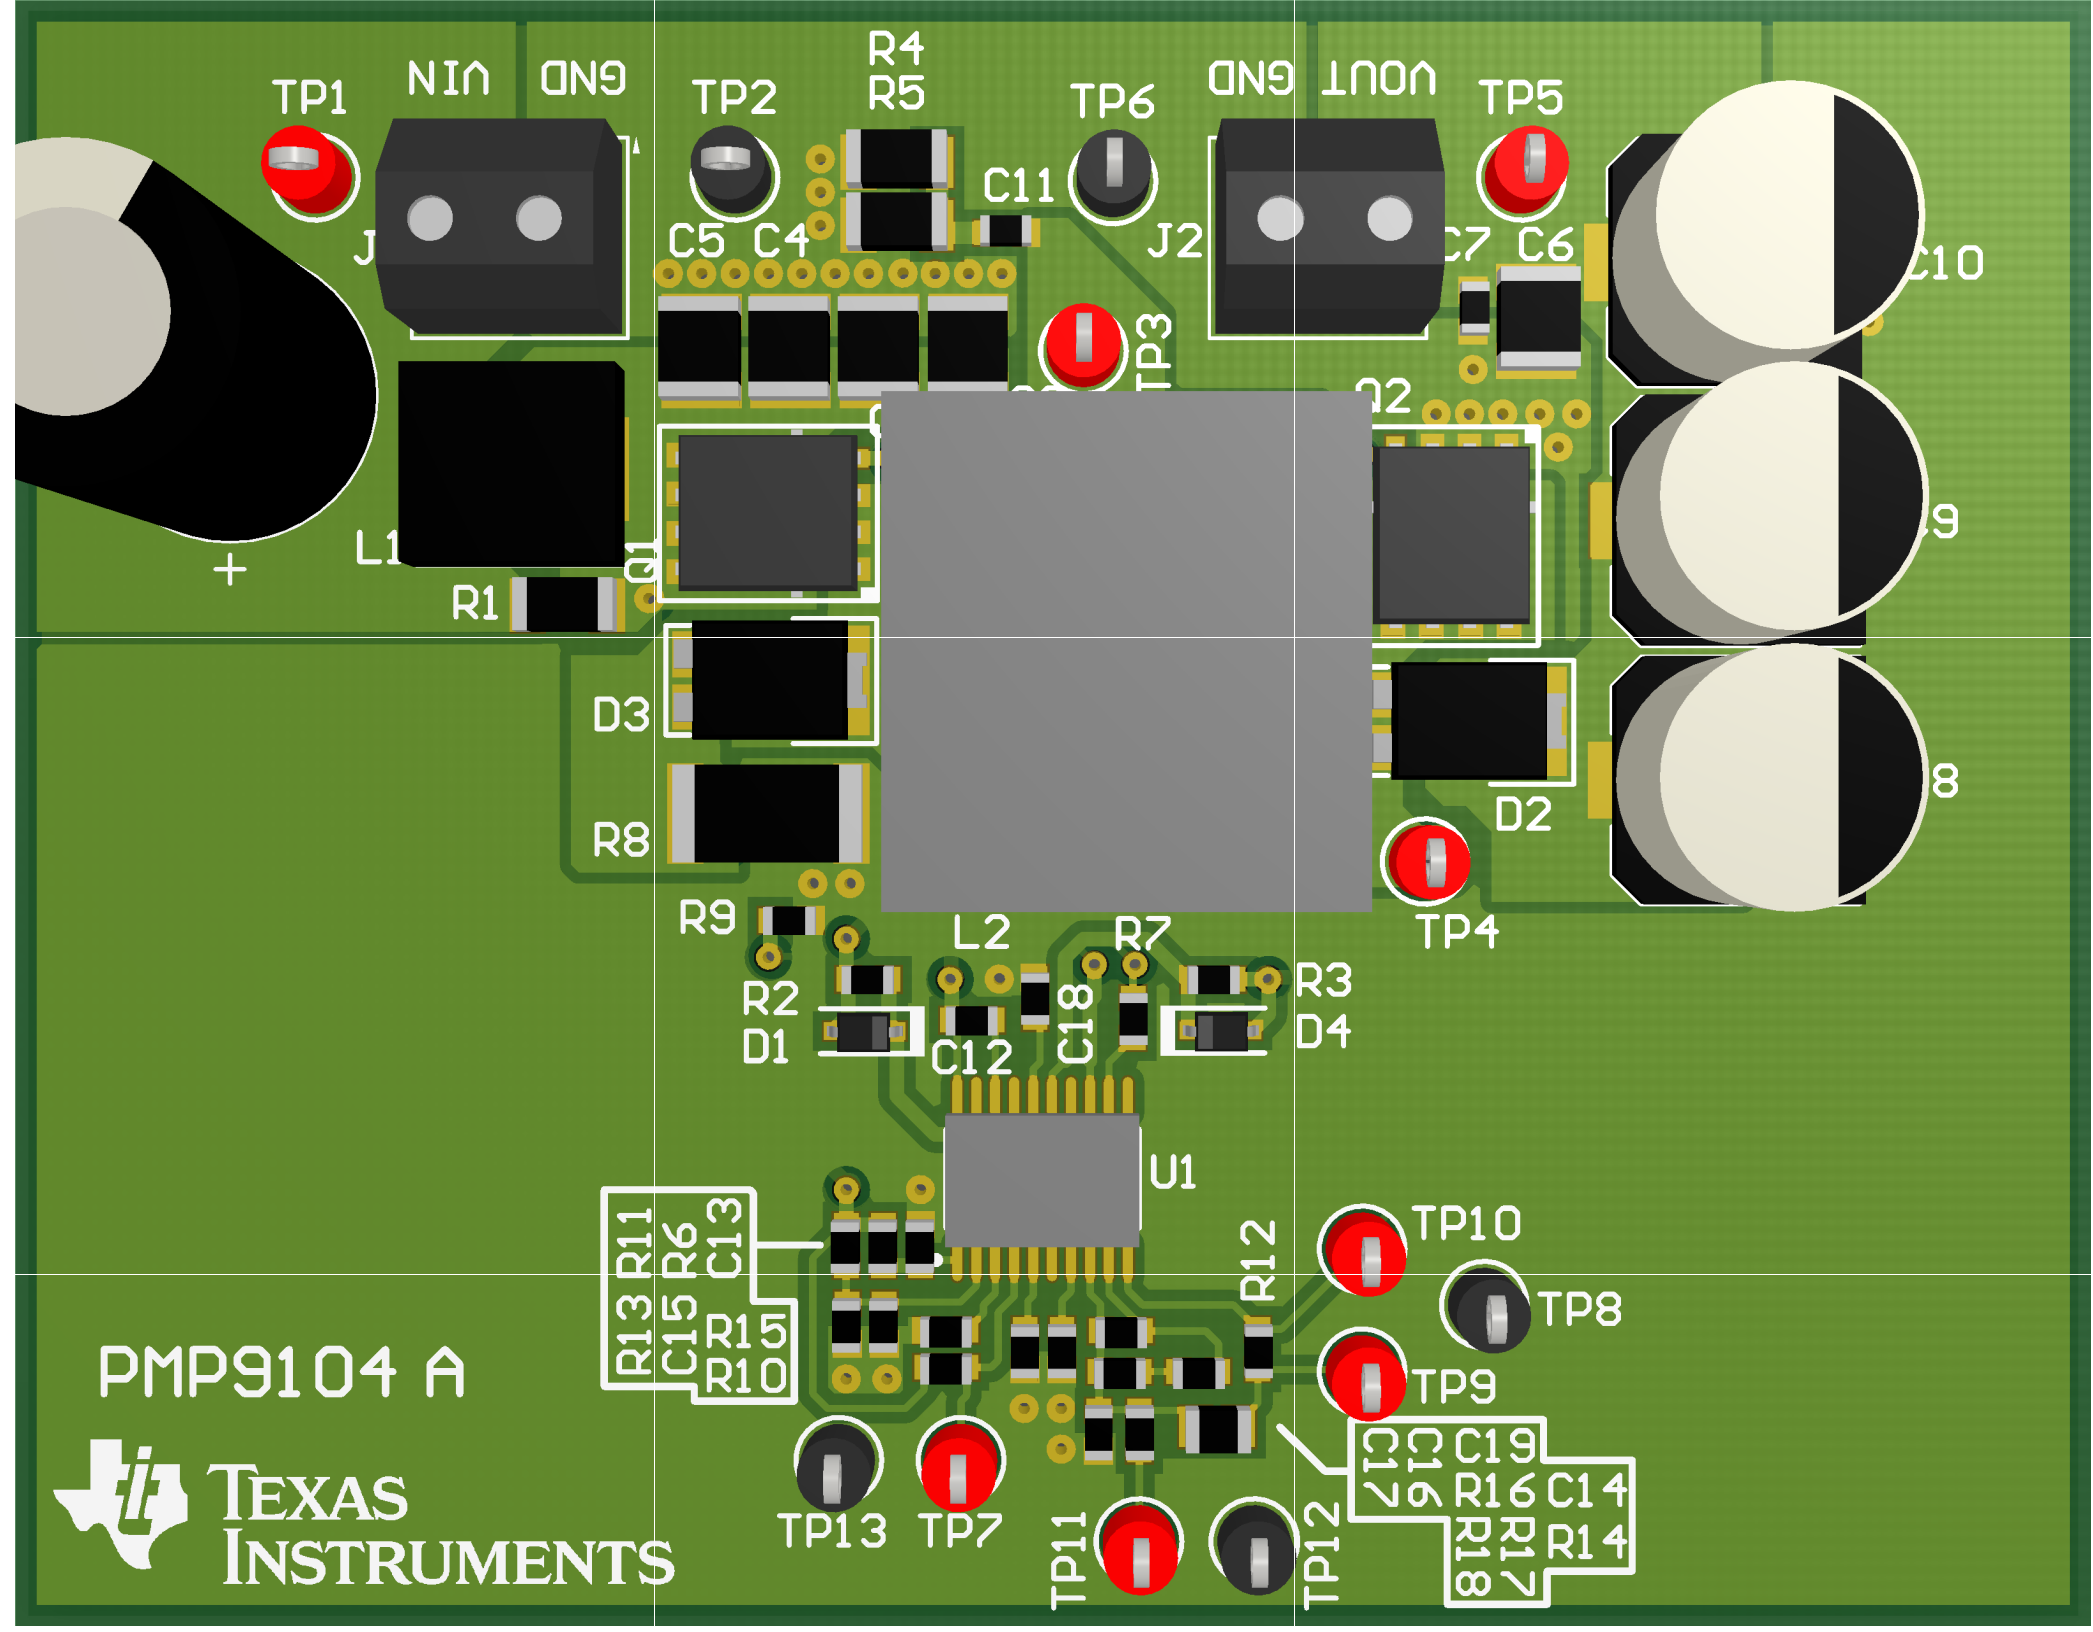 R4
VIN
GND
GND
VOUT
TP1
TP2
R5
TP6
TP5
C11
J
C5
C4
J2
C7
C6
C10
TP3
Q2
L1
Q1
9
+
R1
D3
8
D2
R8
R9
L2
R7
TP4
R2
C18
R3
D1
C12
D4
U1
R11
R6
C13
R12
TP10
TP8
R13
C15
R15
R10
PMP9104 A
TP9
C17
C16
C19
R16
C14
TEXAS
INSTRUMENTS
TP13
TP7
TP11
TP12
R18
R17
R14